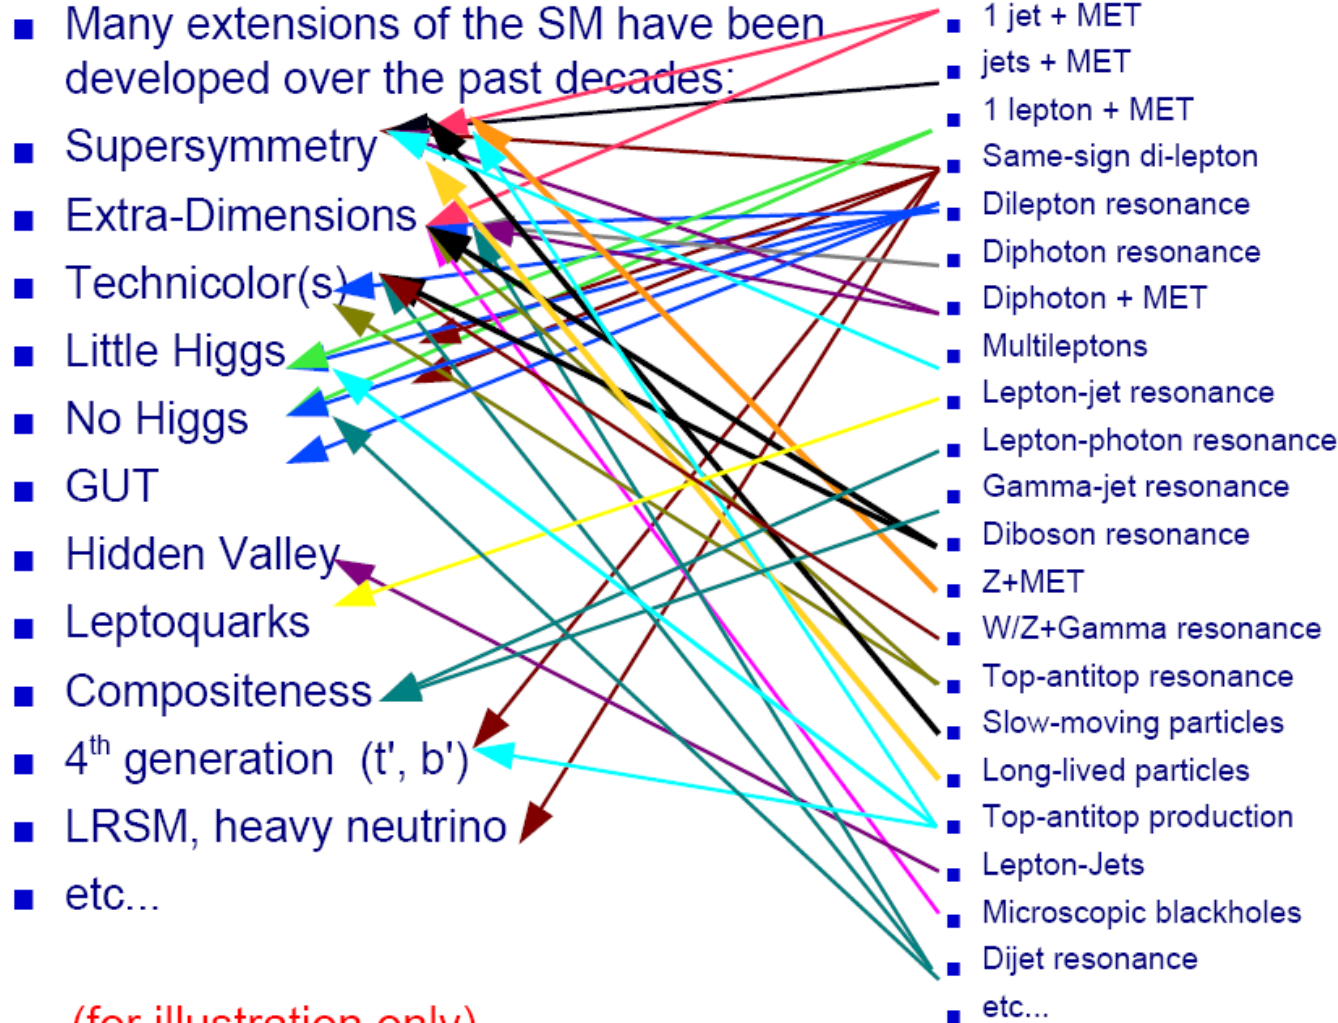 Many extensions of the SM have been
developed over the past decades:
Supersymmetry
Extra-Dimensions
Technicolor(s)
Little Higgs
No Higgs
GUT
Hidden Valley
Leptoquarks
Compositeness
4th generation (t', b')
LRSM, heavy neutrino
etc...
(for illustration only)
1 jet + MET
jets + MET
1 lepton + MET
Same-sign di-lepton
Dilepton resonance
Diphoton resonance
Diphoton + MET
Multileptons
Lepton-jet resonance
Lepton-photon resonance
Gamma-jet resonance
Diboson resonance
Z+MET
W/Z+Gamma resonance
Top-antitop resonance
Slow-moving particles
Long-lived particles
Top-antitop production
Lepton-Jets
Microscopic blackholes
Dijet resonance
etc...